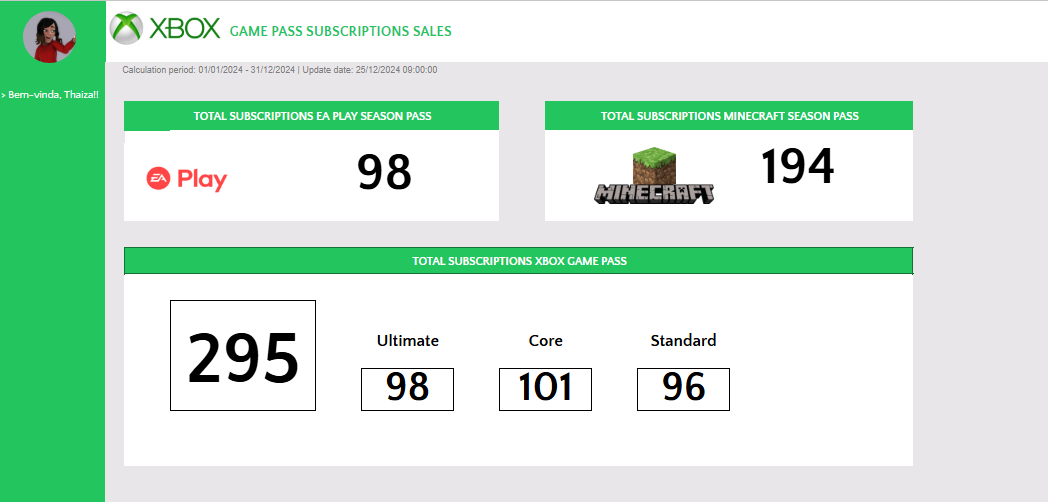 XBOX GAME PASS SUBSCRIPTIONS SALES
Calculation period: 01/01/2024 - 31/12/2024 | Update date: 25/12/2024 09:00:00
> Bem-vinda, Thaiza!!
TOTAL SUBSCRIPTIONS EA PLAY SEASON PASS
EA Play
98
TOTAL SUBSCRIPTIONS MINECRAFT SEASON PASS
MINECRAFT
194
TOTAL SUBSCRIPTIONS XBOX GAME PASS
295
Ultimate
98
Core
101
Standard
96